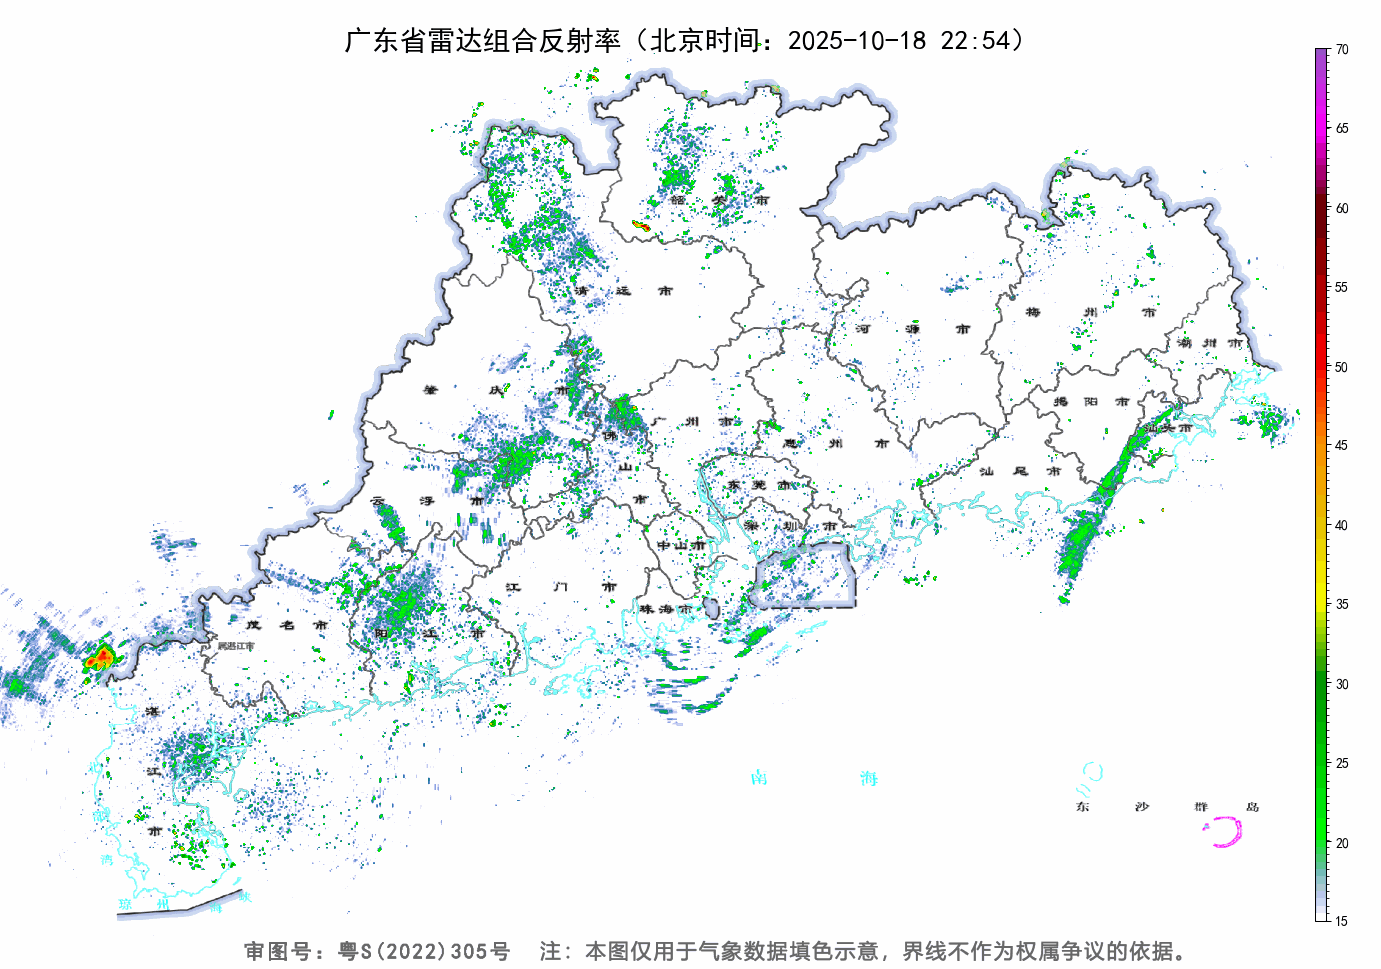 广东省雷达组合反射率（北京时间：2025-10-18 22:54）
70
65
60
55
50
45
40
35
30
25
20
15
韶 关 市
清 远 市
河 源 市
梅 州 市
潮 州 市
肇 庆 市
广 州 市
佛 山 市
惠 州 市
揭 阳 市
汕头市
汕 尾 市
东 莞 市
云 浮 市
深 圳 市
中山市
江 门 市
珠海市
茂 名 市
阳 江 市
属湛江市
湛 江 市
南 海
东 沙 群 岛
北 部 湾
琼 州 海 峡
审图号：粤S(2022)305号 注：本图仅用于气象数据填色示意，界线不作为权属争议的依据。